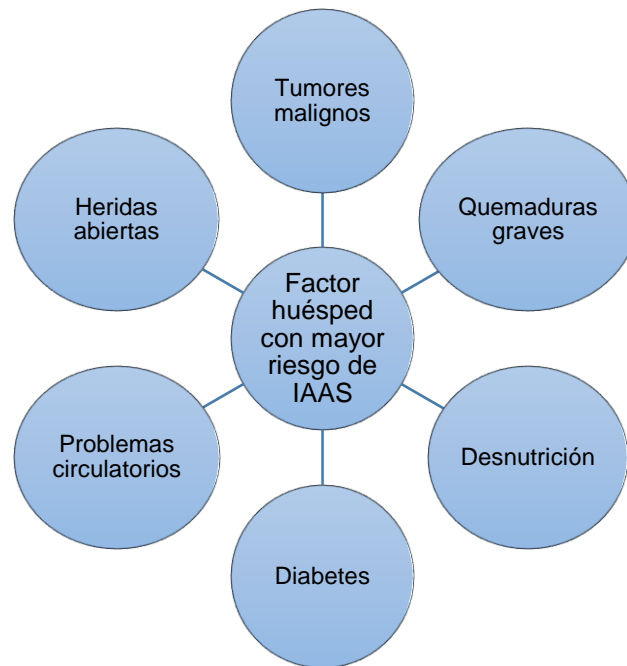 Tumores
malignos
Quemaduras
graves
Desnutrición
Diabetes
Problemas
circulatorios
Heridas
abiertas
Factor
huésped
con mayor
riesgo de
IAAS